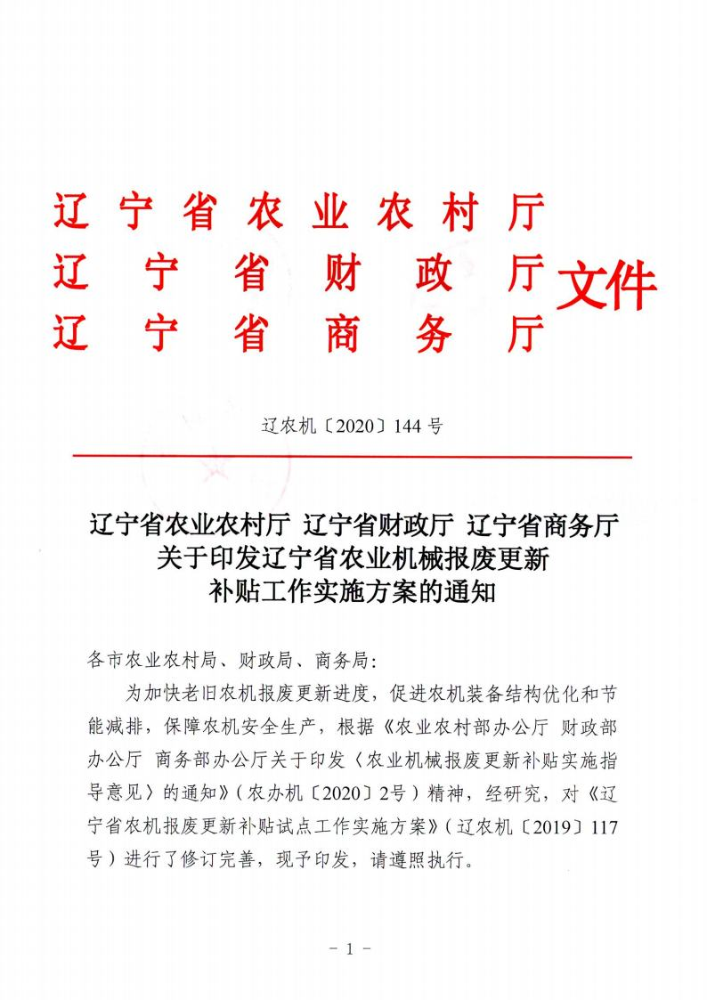 辽宁省农业农村厅
辽宁省财政厅
辽宁省商务厅
文件
辽农机〔2020〕144 号
辽宁省农业农村厅 辽宁省财政厅 辽宁省商务厅
关于印发辽宁省农业机械报废更新
补贴工作实施方案的通知
各市农业农村局、财政局、商务局：
为加快老旧农机报废更新进度，促进农机装备结构优化和节
能减排，保障农机安全生产，根据《农业农村部办公厅 财政部
办公厅 商务部办公厅关于印发〈农业机械报废更新补贴实施指
导意见〉的通知》（农办机〔2020〕2号）精神，经研究，对《辽
宁省农机报废更新补贴试点工作实施方案》（辽农机〔2019〕117
号）进行了修订完善，现予印发，请遵照执行。
- 1 -